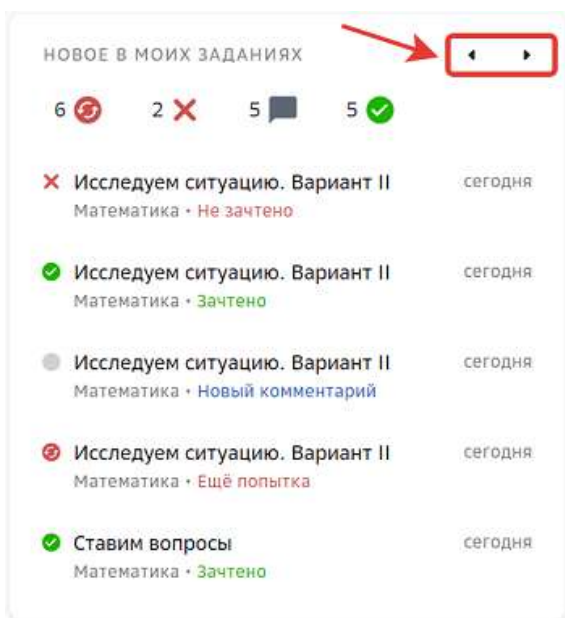 НОВОЕ В МОИХ ЗАДАНИЯХ
6 2 5 5
Исследуем ситуацию. Вариант II сегодня
Математика • Не зачтено
Исследуем ситуацию. Вариант II сегодня
Математика • Зачтено
Исследуем ситуацию. Вариант II сегодня
Математика • Новый комментарий
Исследуем ситуацию. Вариант II сегодня
Математика • Ещё попытка
Ставим вопросы сегодня
Математика • Зачтено